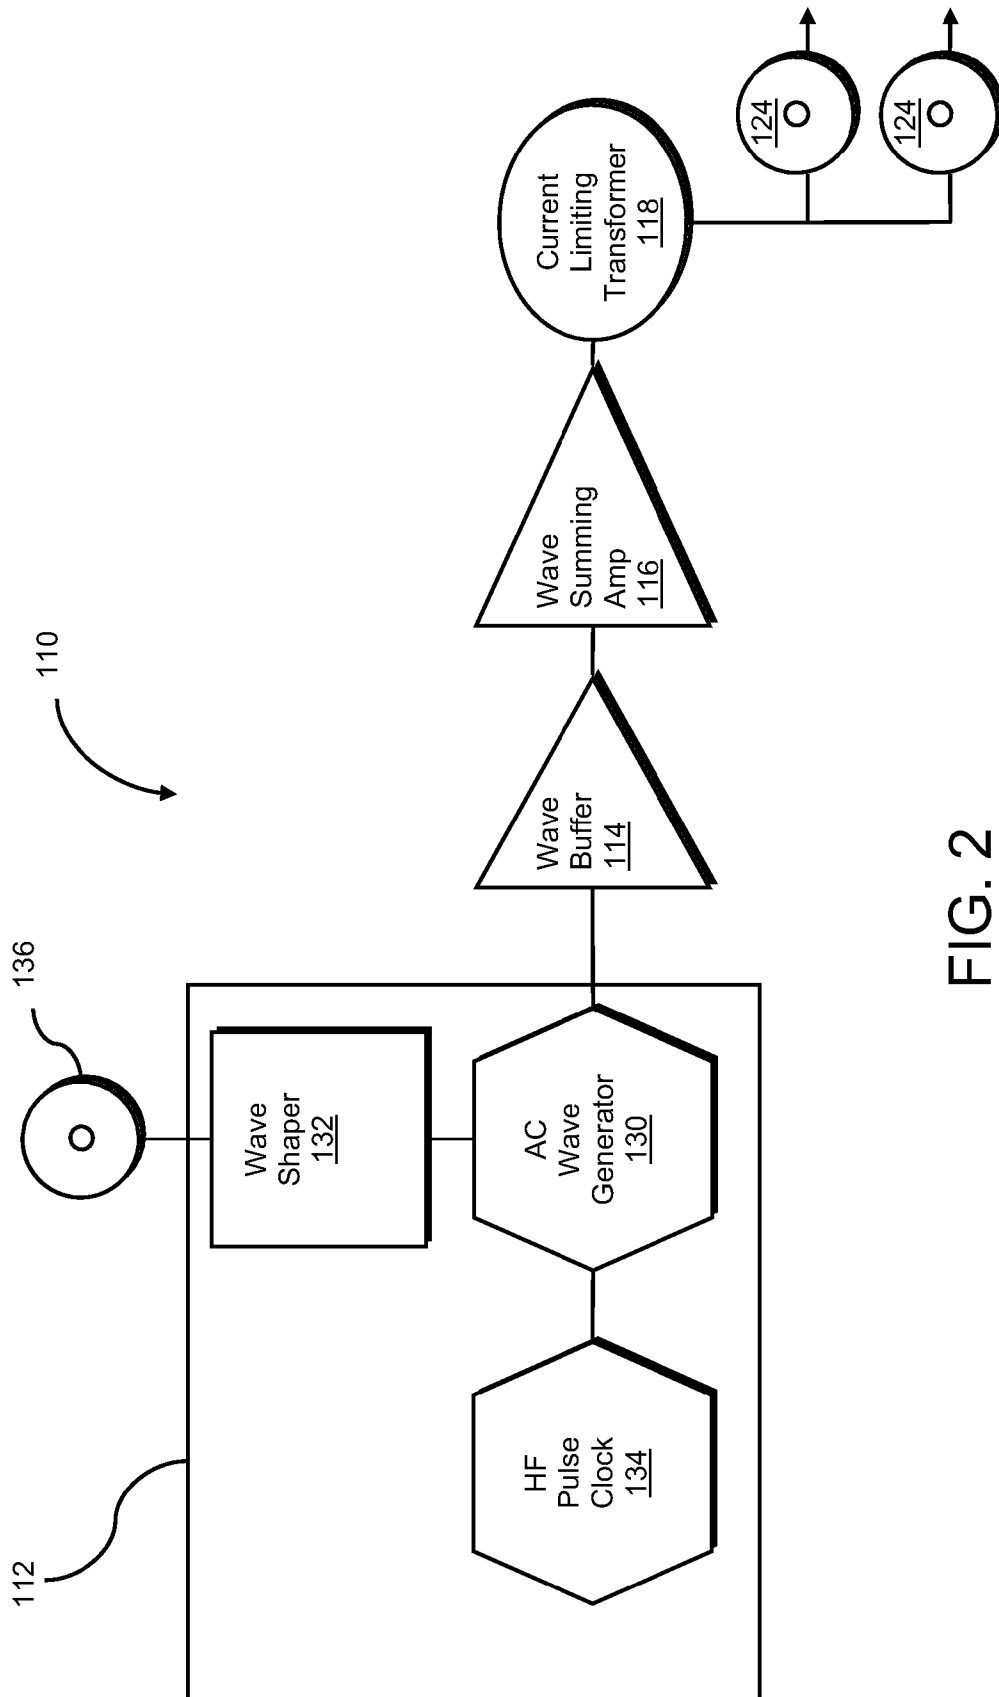 110
136
112
Wave
Shaper
132
HF
Pulse
Clock
134
AC
Wave
Generator
130
Wave
Buffer
114
Wave
Summing
Amp
116
Current
Limiting
Transformer
118
124
124
FIG. 2